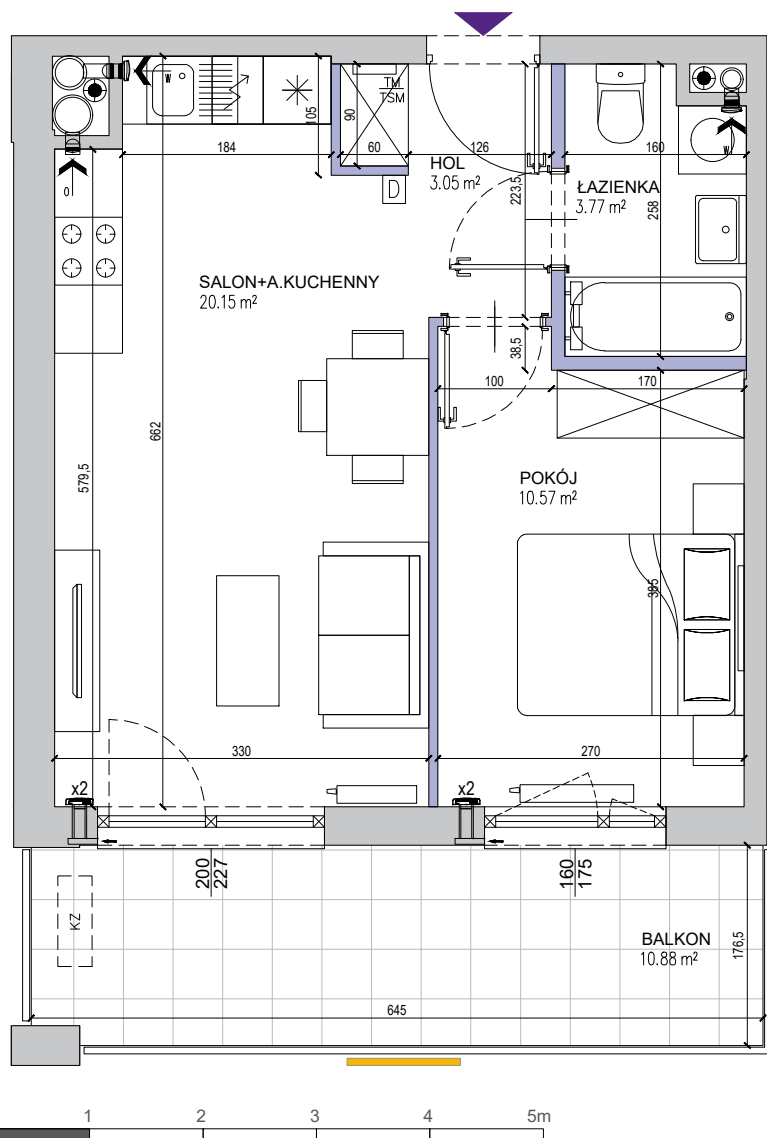 TM
TSM
W
105
90
184
60
126
160
HOL
3.05 m²
D
223,5
ŁAZIENKA
3.77 m²
258
W
0
SALON+A.KUCHENNY
20.15 m²
38,5
100
170
662
579,5
POKÓJ
10.57 m²
385
330
270
x2
x2
200
227
160
175
KZ
BALKON
10.88 m²
176,5
645
1 2 3 4 5m